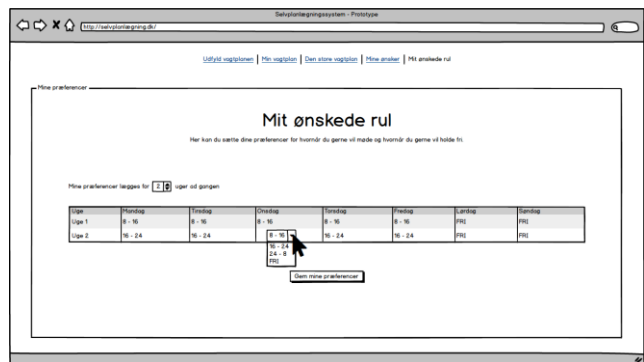 Selvplanlægningssystem - Prototype
http://selvplanlægning.dk/
Udfyld vagtplanen | Min vagtplan | Den store vagtplan | Mine ønsker | Mit ønskede rul
Mine præferencer
Mit ønskede rul
Her kan du sætte dine præferencer for hvornår du gerne vil møde og hvornår du gerne vil holde fri.
Mine præferencer lægges for 2 uger ad gangen
Uge Mandag Tirsdag Onsdag Torsdag Fredag Lørdag Søndag
Uge 1 8 - 16 8 - 16 8 - 16 8 - 16 8 - 16 FRI FRI
Uge 2 16 - 24 16 - 24 8 - 16 16 - 24 16 - 24 FRI FRI
16 - 24
24 - 8
FRI
Gem mine præferencer